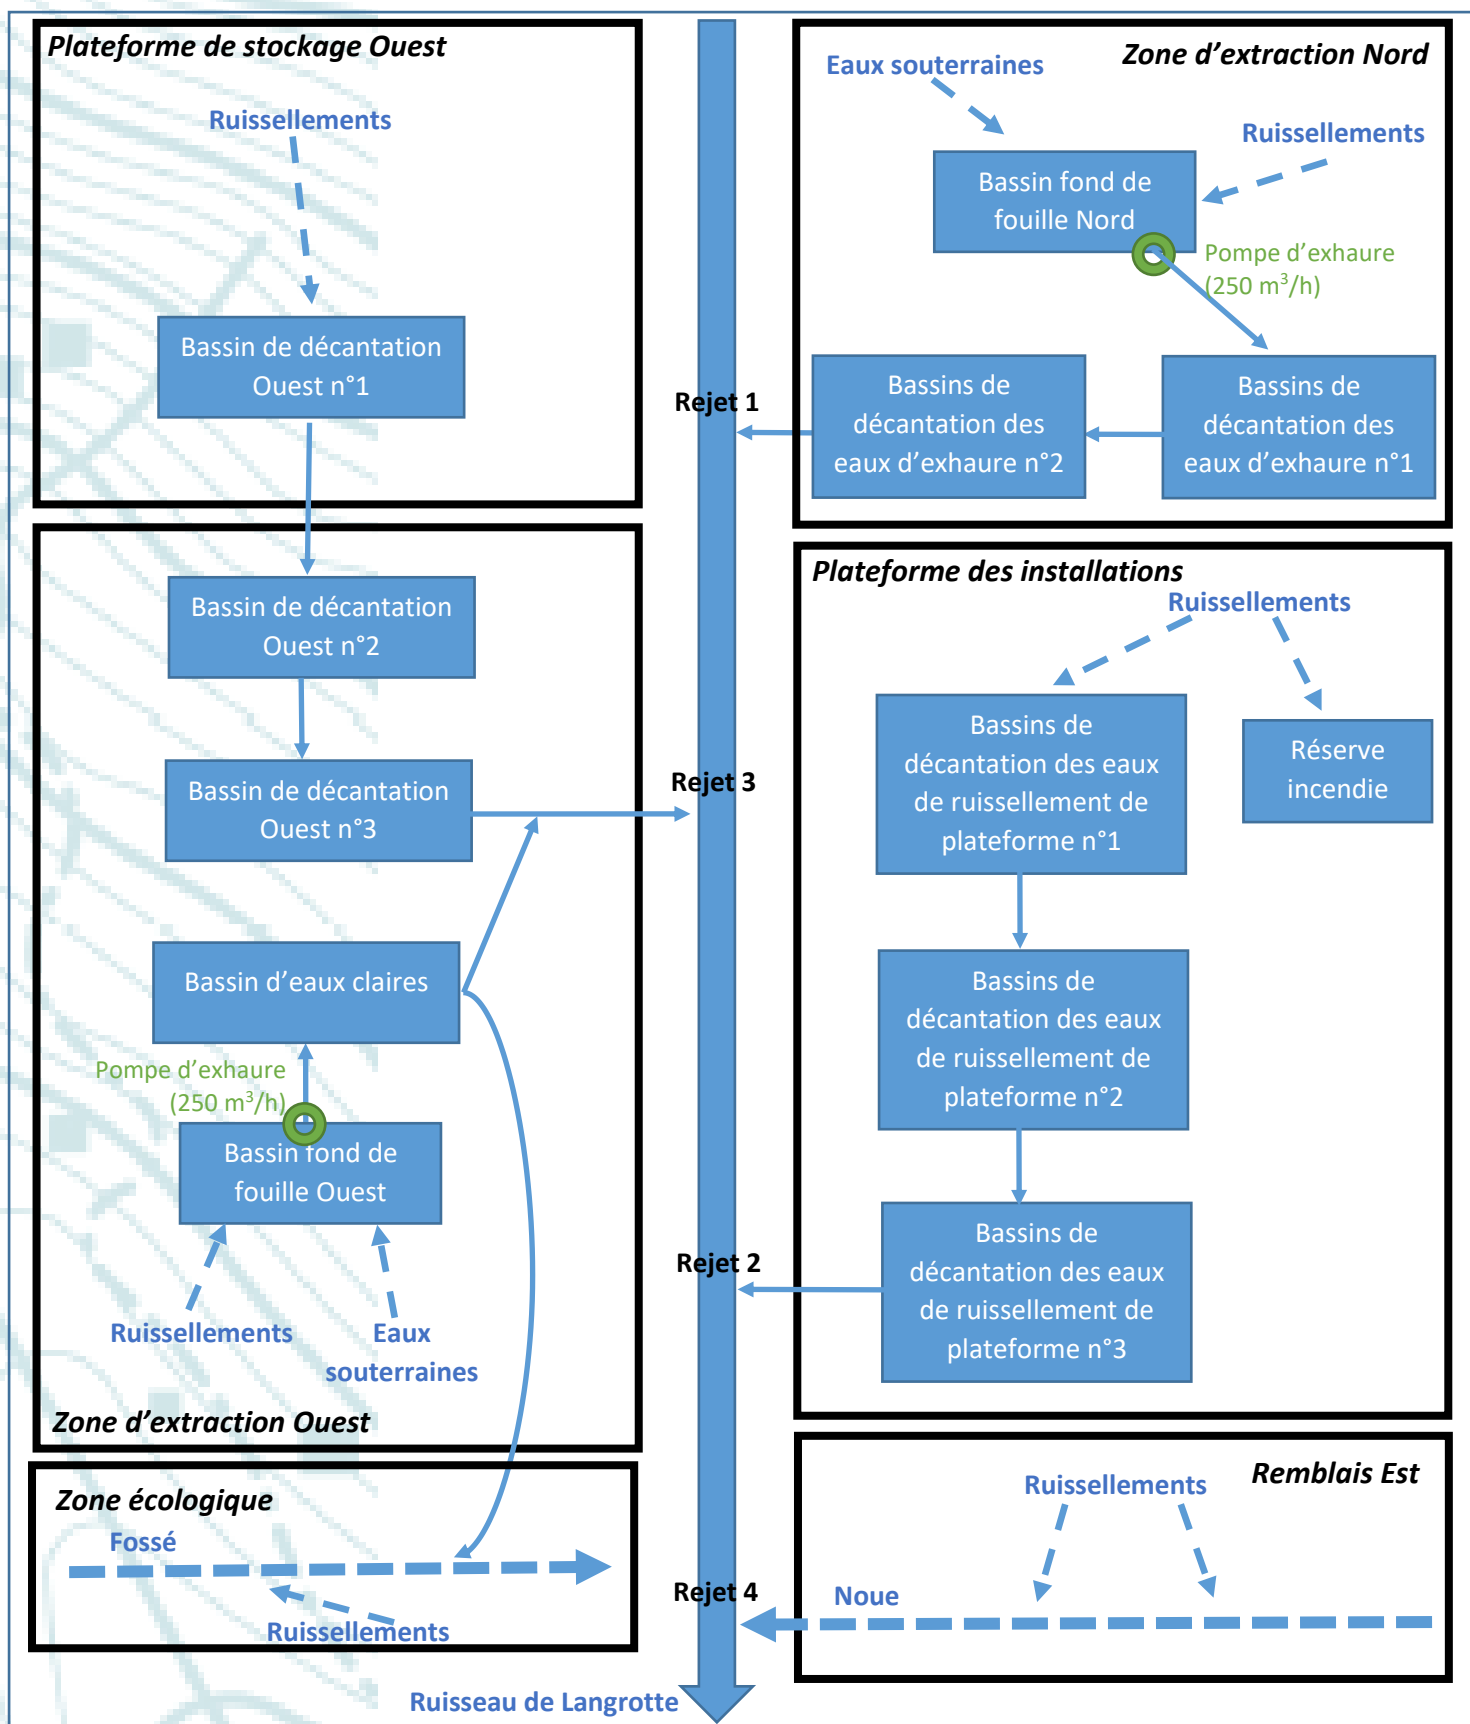 Plateforme de stockage Ouest
Ruissellements
Bassin de décantation
Ouest n°1
Zone d'extraction Nord
Eaux souterraines
Ruissellements
Bassin fond de
fouille Nord
Pompe d'exhaure
(250 m³/h)
Bassins de
décantation des
eaux d'exhaure n°2
Bassins de
décantation des
eaux d'exhaure n°1
Rejet 1
Bassin de décantation
Ouest n°2
Bassin de décantation
Ouest n°3
Rejet 3
Bassin d'eaux claires
Pompe d'exhaure
(250 m³/h)
Bassin fond de
fouille Ouest
Ruissellements
Eaux
souterraines
Zone d'extraction Ouest
Plateforme des installations
Ruissellements
Bassins de
décantation des eaux
de ruissellement de
plateforme n°1
Réserve
incendie
Bassins de
décantation des eaux
de ruissellement de
plateforme n°2
Bassins de
décantation des eaux
de ruissellement de
plateforme n°3
Rejet 2
Zone écologique
Fossé
Ruissellements
Remblais Est
Ruissellements
Noue
Rejet 4
Ruisseau de Langrotte